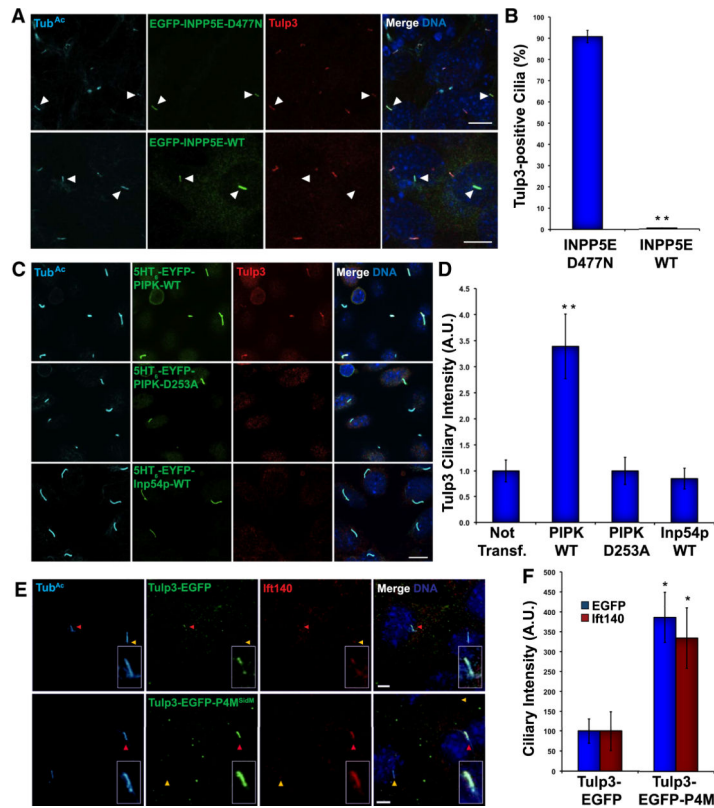 A
Tub^Ac
EGFP-INPP5E-D477N
Tulp3
Merge DNA
EGFP-INPP5E-WT
B
Tulp3-positive Cilia (%)
100
90
80
70
60
50
40
30
20
10
0
**
INPP5E D477N
INPP5E WT
C
Tub^Ac
5HT_6-EYFP-
PIPK-WT
Tulp3
Merge DNA
5HT_6-EYFP-
PIPK-D253A
5HT_6-EYFP-
Inp54p-WT
D
Tulp3 Ciliary Intensity (A.U.)
4.5
4.0
3.5
3.0
2.5
2.0
1.5
1.0
0.5
0.0
**
Not Transf.
PIPK WT
PIPK D253A
Inp54p WT
E
Tub^Ac
Tulp3-EGFP
Ift140
Merge DNA
Tulp3-EGFP-P4M^SidM
F
Ciliary Intensity (A.U.)
500
450
400
350
300
250
200
150
100
50
0
EGFP
Ift140
*
*
Tulp3-EGFP
Tulp3-EGFP-P4M